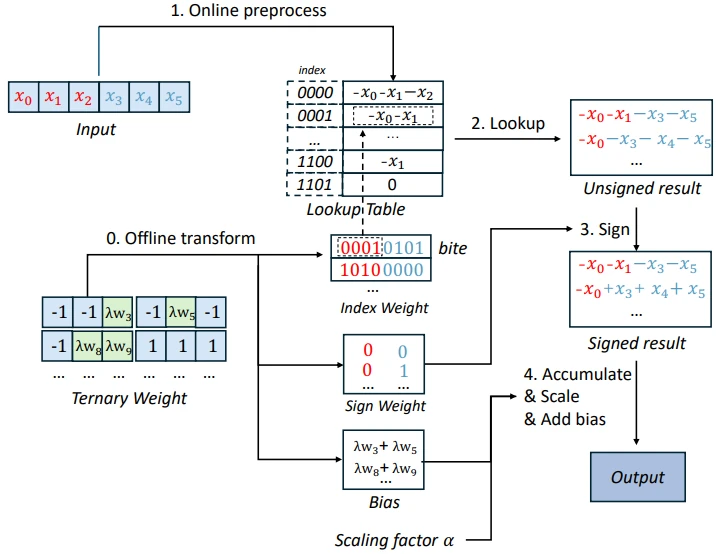 1. Online preprocess
index
x₀ x₁ x₂ x₃ x₄ x₅
Input
0000 -x₀-x₁−x₂
0001 -x₀-x₁
... ...
1100 -x₁
1101 0
Lookup Table
2. Lookup
-x₀-x₁−x₃−x₅
-x₀−x₃− x₄ − x₅
...
Unsigned result
3. Sign
-x₀-x₁−x₃−x₅
-x₀+x₃+ x₄+ x₅
...
Signed result
0. Offline transform
00010101 bite
10100000
...
Index Weight
-1 -1 λw₃ -1 λw₅ -1
-1 λw₈ λw₉ 1 1 1
... ... ... ... ... ...
Ternary Weight
0 0
0 1
... ...
Sign Weight
4. Accumulate
& Scale
& Add bias
λw₃+ λw₅
λw₈+ λw₉
...
Bias
Output
Scaling factor α